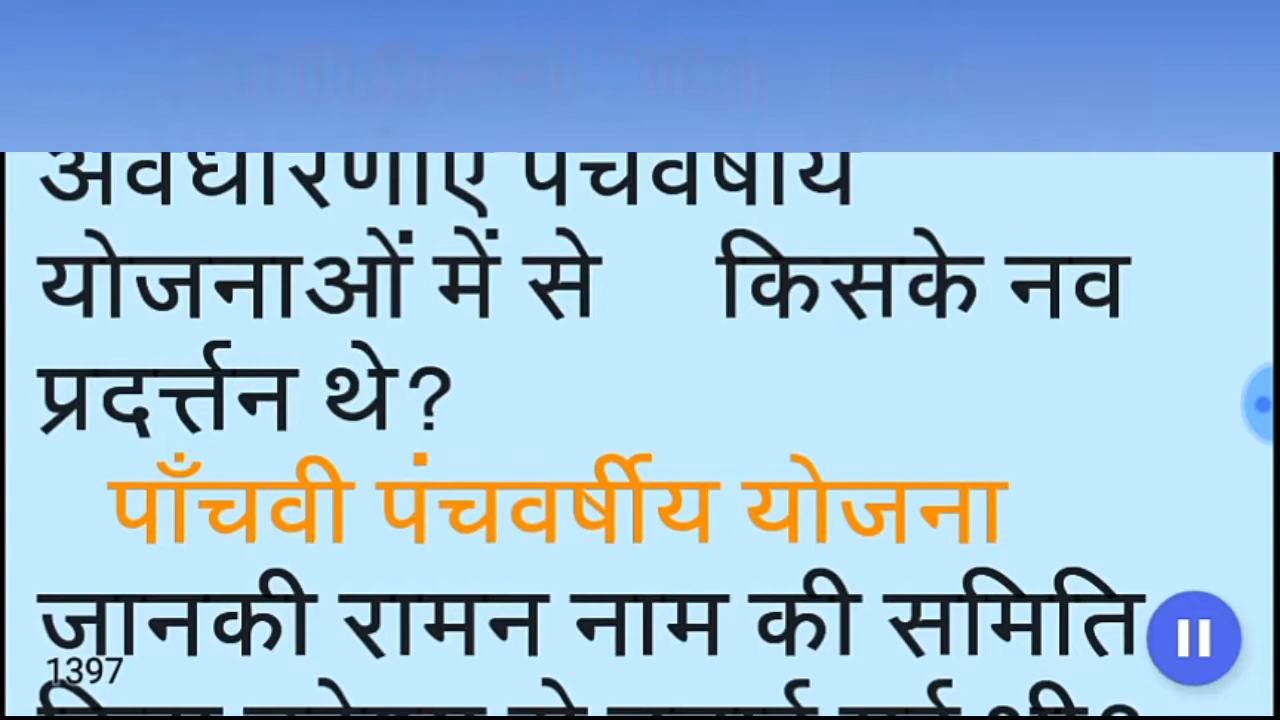 अवधारणाएँ पंचवर्षीय
योजनाओं में से किसके नव
प्रदर्त्तन थे?
पाँचवी पंचवर्षीय योजना
जानकी रामन नाम की समिति
1397